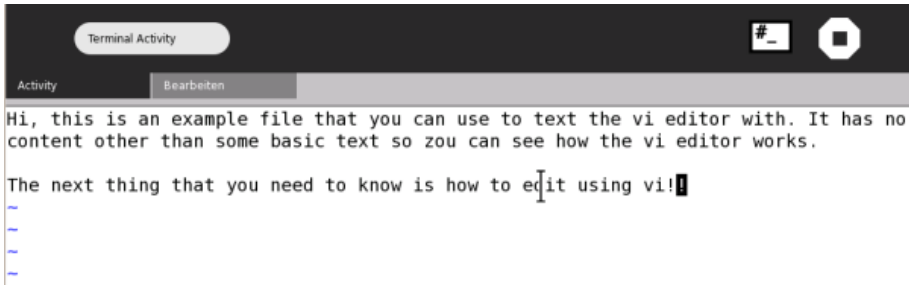 Terminal Activity
#_
Activity Bearbeiten
Hi, this is an example file that you can use to text the vi editor with. It has no
content other than some basic text so zou can see how the vi editor works.
The next thing that you need to know is how to edit using vi!!
~
~
~
~